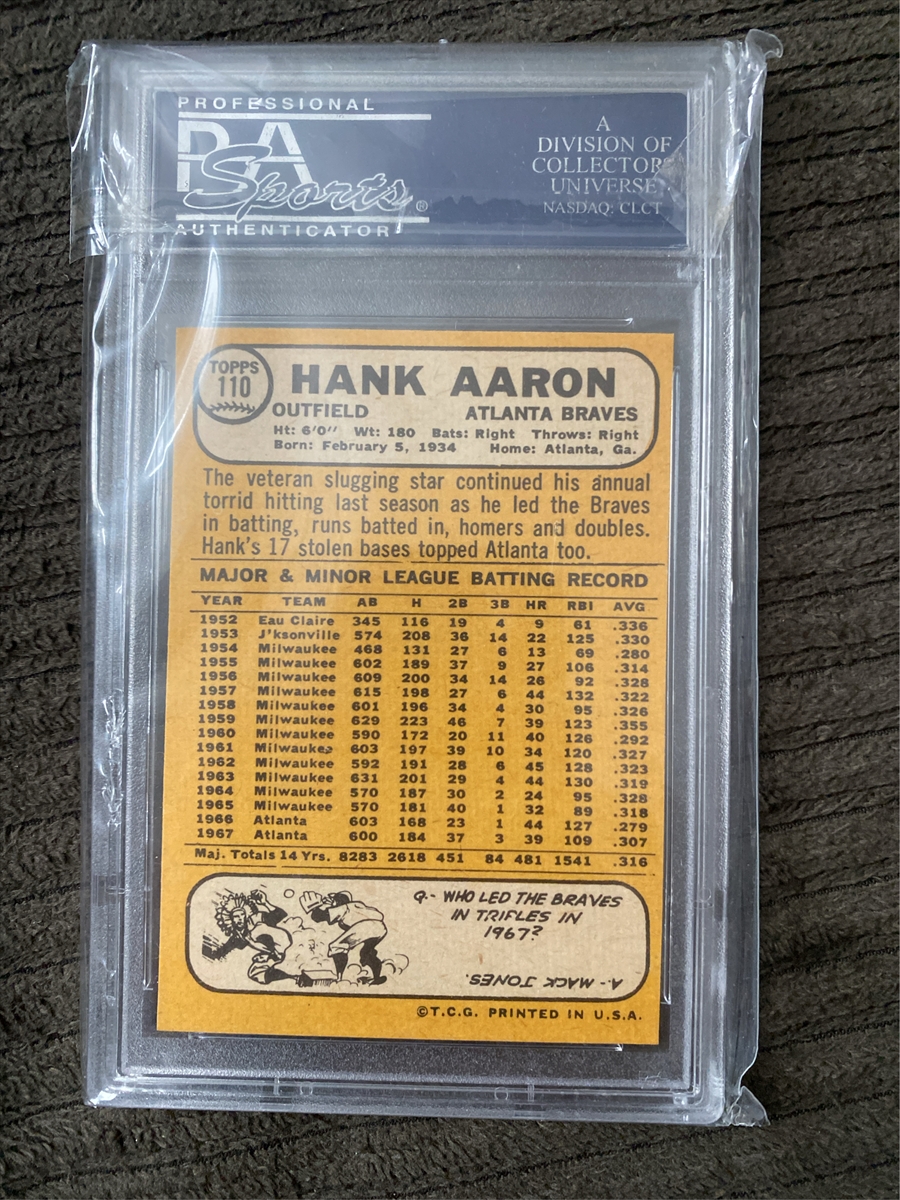 PROFESSIONAL
PSA
Sports®
AUTHENTICATOR
A
DIVISION OF
COLLECTORS
UNIVERSE
NASDAQ: CLCT
TOPPS
110
HANK AARON
OUTFIELD ATLANTA BRAVES
Ht: 6'0" Wt: 180 Bats: Right Throws: Right
Born: February 5, 1934 Home: Atlanta, Ga.
The veteran slugging star continued his annual
torrid hitting last season as he led the Braves
in batting, runs batted in, homers and doubles.
Hank's 17 stolen bases topped Atlanta too.
MAJOR & MINOR LEAGUE BATTING RECORD
YEAR TEAM AB H 2B 3B HR RBI AVG
1952 Eau Claire 345 116 19 4 9 61 .336
1953 J'ksonville 574 208 36 14 22 125 .330
1954 Milwaukee 468 131 27 6 13 69 .280
1955 Milwaukee 602 189 37 9 27 106 .314
1956 Milwaukee 609 200 34 14 26 92 .328
1957 Milwaukee 615 198 27 6 44 132 .322
1958 Milwaukee 601 196 34 4 30 95 .326
1959 Milwaukee 629 223 46 7 39 123 .355
1960 Milwaukee 590 172 20 11 40 126 .292
1961 Milwaukee 603 197 39 10 34 120 .327
1962 Milwaukee 592 191 28 6 45 128 .323
1963 Milwaukee 631 201 29 4 44 130 .319
1964 Milwaukee 570 187 30 2 24 95 .328
1965 Milwaukee 570 181 40 1 32 89 .318
1966 Atlanta 603 168 23 1 44 127 .279
1967 Atlanta 600 184 37 3 39 109 .307
Maj. Totals 14 Yrs. 8283 2618 451 84 481 1541 .316
Q.- WHO LED THE BRAVES
IN TRIPLES IN
1967?
A.- MACK JONES.
©T.C.G. PRINTED IN U.S.A.